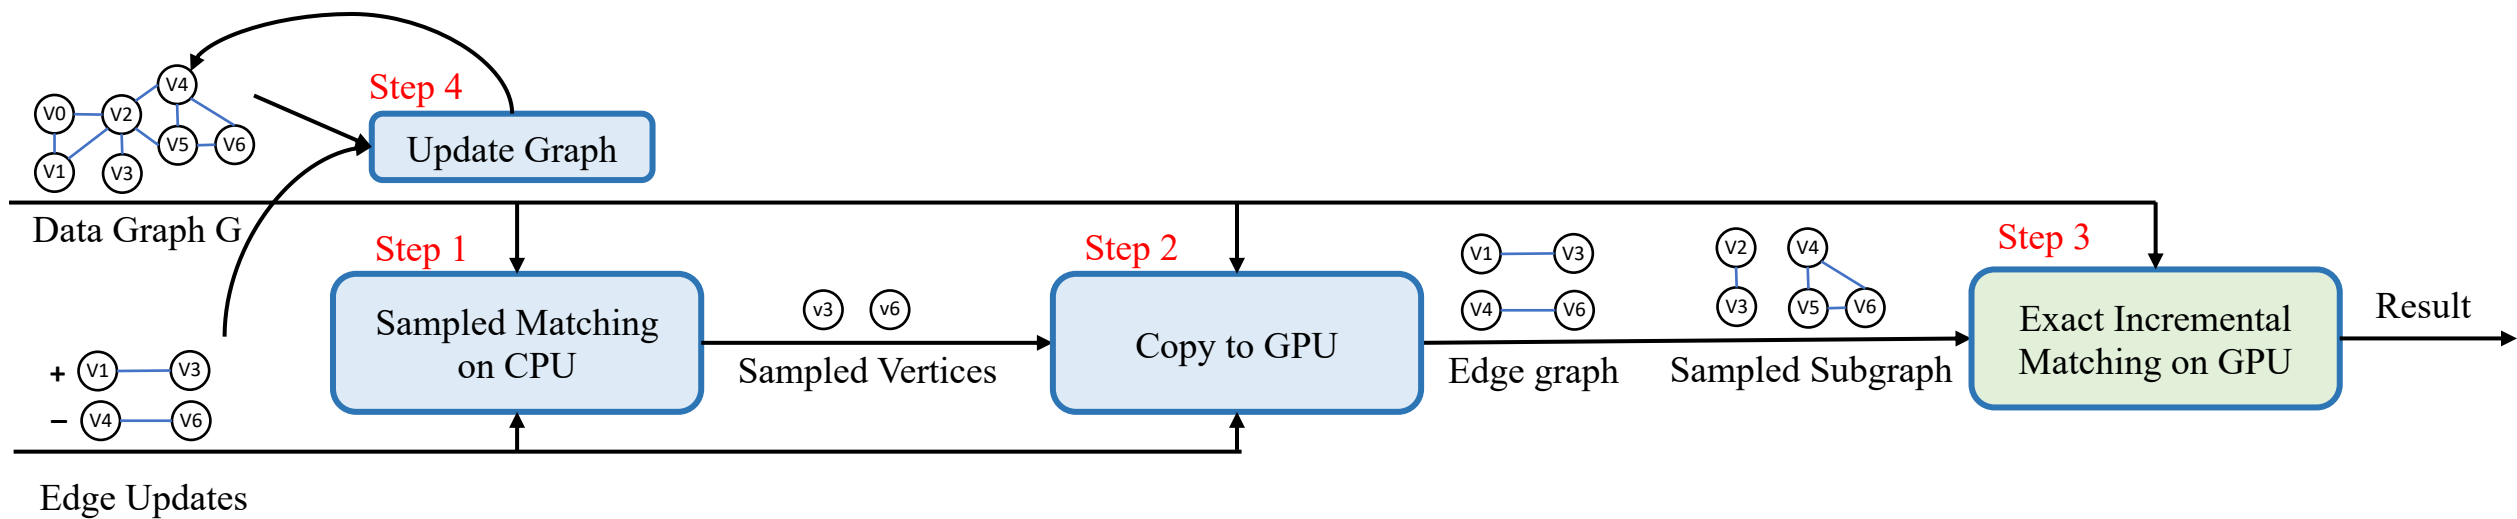 V4
Step 4
V0
V2
V5
V6
Update Graph
V1
V3
Data Graph G
Step 1
Step 2
Step 3
V1
V3
V2
V4
v3
v6
V4
V6
V3
V5
V6
Result
Sampled Matching
on CPU
Copy to GPU
Exact Incremental
Matching on GPU
Sampled Vertices
Edge graph
Sampled Subgraph
+ V1 V3
− V4 V6
Edge Updates